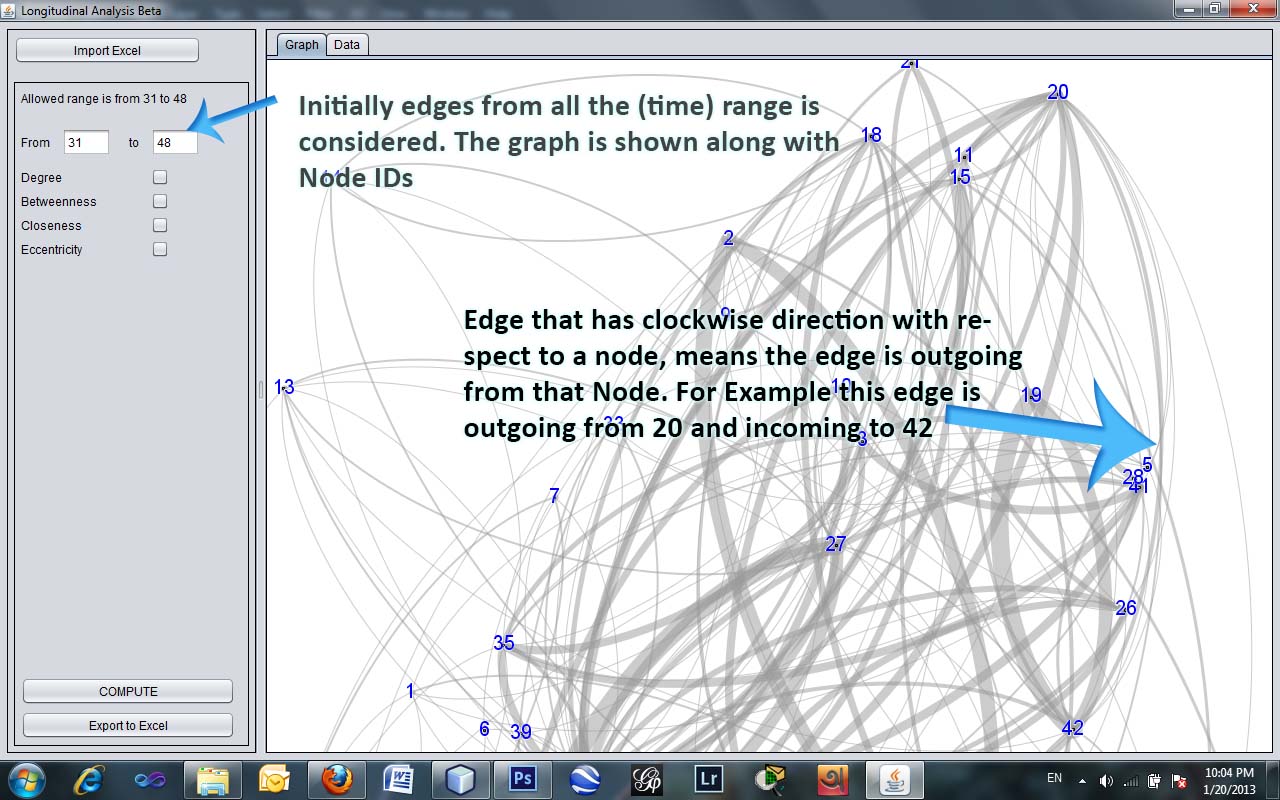 Longitudinal Analysis Beta
Import Excel
Allowed range is from 31 to 48
From 31 to 48
Degree
Betweenness
Closeness
Eccentricity
COMPUTE
Export to Excel
Graph Data
Initially edges from all the (time) range is
considered. The graph is shown along with
Node IDs
Edge that has clockwise direction with re-
spect to a node, means the edge is outgoing
from that Node. For Example this edge is
outgoing from 20 and incoming to 42
21
20
18
11
15
2
9
13
19
3
5
28
41
7
27
26
35
1
6
39
42
Ps
Lr
EN
10:04 PM
1/20/2013